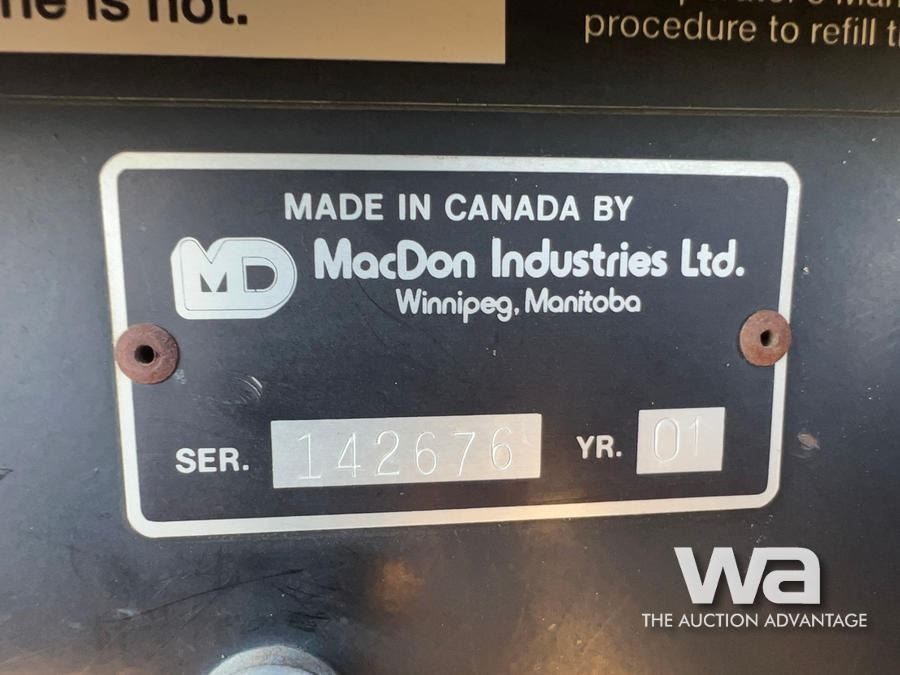 is not.
procedure to refill
MADE IN CANADA BY
MD MacDon Industries Ltd.
Winnipeg, Manitoba
SER. 142676 YR. 01
wa
THE AUCTION ADVANTAGE